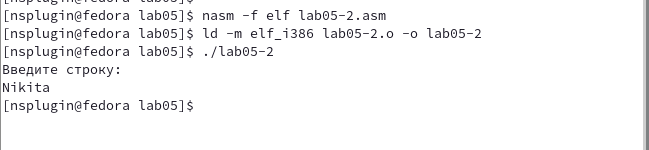 [nsplugin@fedora lab05]$ nasm -f elf lab05-2.asm
[nsplugin@fedora lab05]$ ld -m elf_i386 lab05-2.o -o lab05-2
[nsplugin@fedora lab05]$ ./lab05-2
Введите строку:
Nikita
[nsplugin@fedora lab05]$